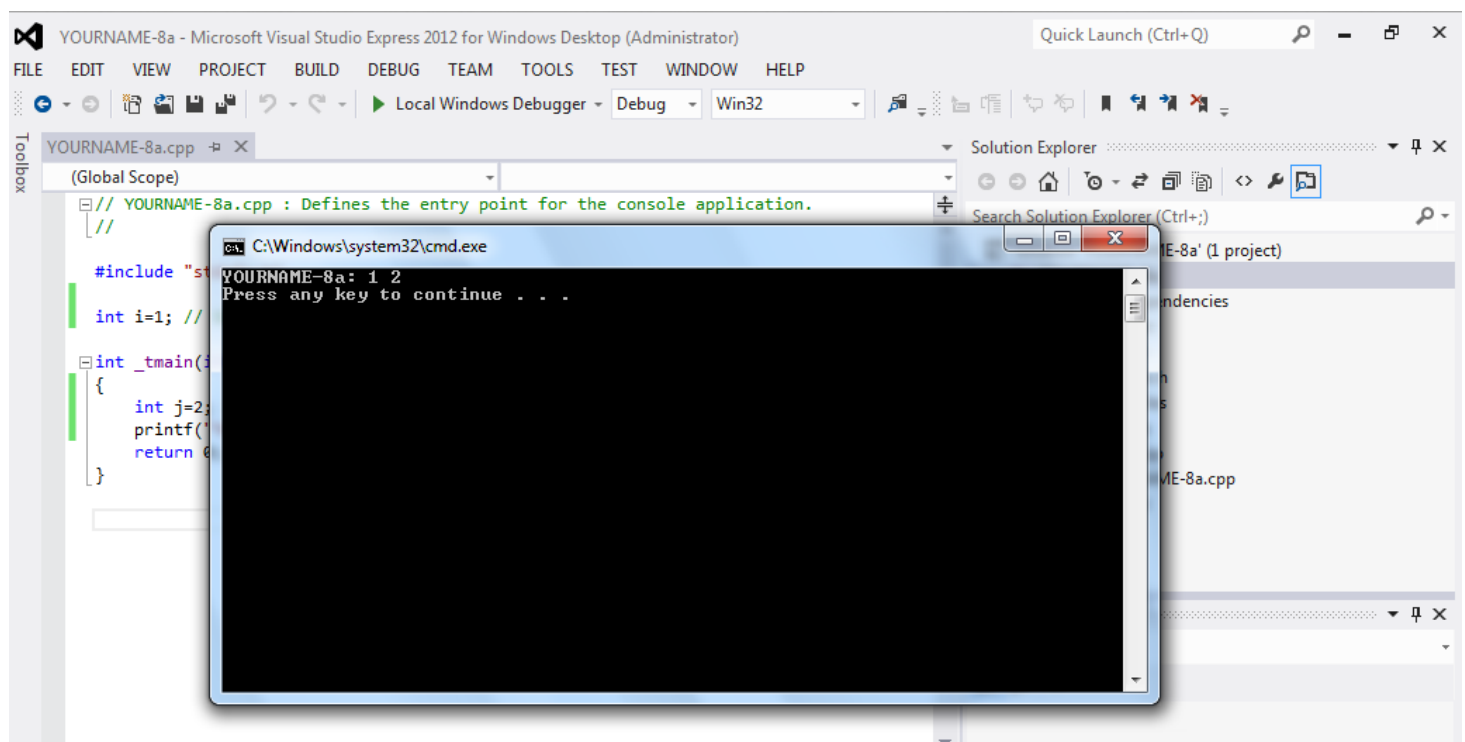 YOURNAME-8a - Microsoft Visual Studio Express 2012 for Windows Desktop (Administrator)
Quick Launch (Ctrl+Q)
FILE EDIT VIEW PROJECT BUILD DEBUG TEAM TOOLS TEST WINDOW HELP
Local Windows Debugger Debug Win32
Toolbox
YOURNAME-8a.cpp
(Global Scope)
// YOURNAME-8a.cpp : Defines the entry point for the console application.
//
#include "st
int i=1; //
int _tmain(i
{
int j=2;
printf("
return 0
}
C:\Windows\system32\cmd.exe
YOURNAME-8a: 1 2
Press any key to continue . . .
Solution Explorer
Search Solution Explorer (Ctrl+;)
E-8a' (1 project)
ndencies
ME-8a.cpp